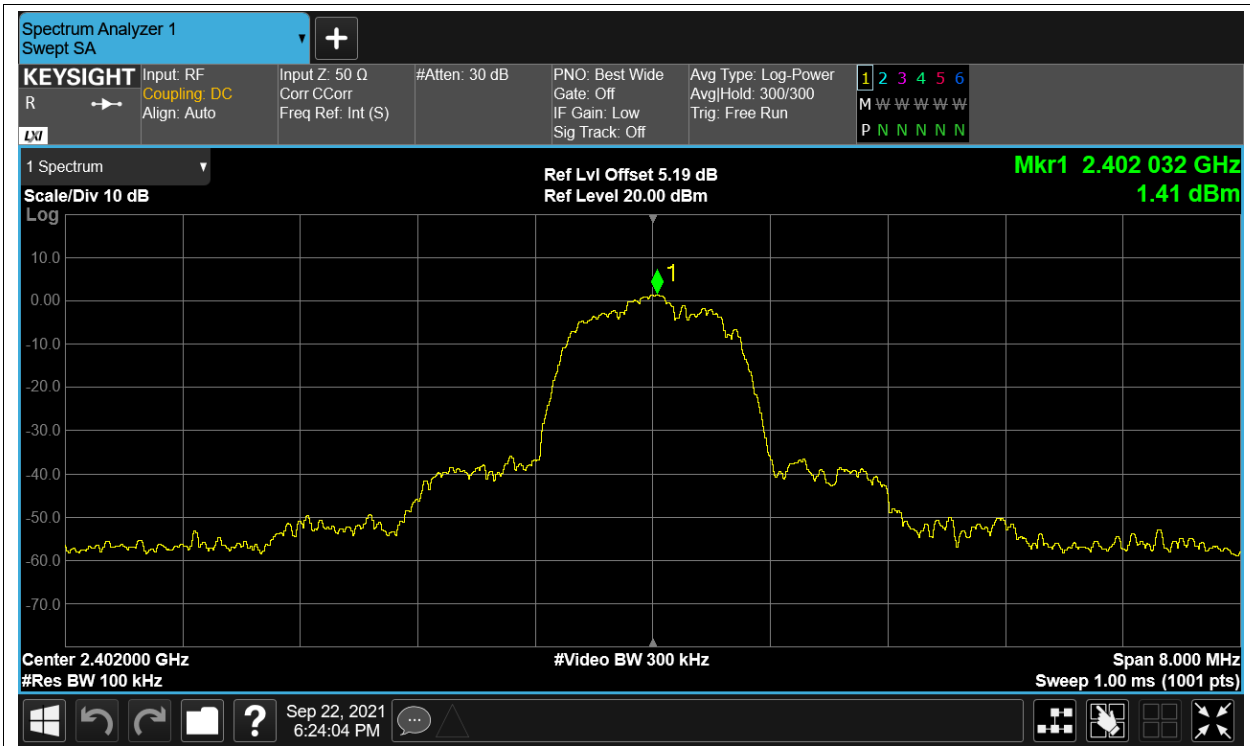 Spectrum Analyzer 1
Swept SA
KEYSIGHT
R
LXI
Input: RF
Coupling: DC
Align: Auto
Input Z: 50 Ω
Corr CCorr
Freq Ref: Int (S)
#Atten: 30 dB
PNO: Best Wide
Gate: Off
IF Gain: Low
Sig Track: Off
Avg Type: Log-Power
Avg|Hold: 300/300
Trig: Free Run
1 2 3 4 5 6
M W W W W W
P N N N N N
1 Spectrum
Scale/Div 10 dB
Log
Ref Lvl Offset 5.19 dB
Ref Level 20.00 dBm
Mkr1 2.402 032 GHz
1.41 dBm
1
10.0
0.00
-10.0
-20.0
-30.0
-40.0
-50.0
-60.0
-70.0
Center 2.402000 GHz
#Res BW 100 kHz
#Video BW 300 kHz
Span 8.000 MHz
Sweep 1.00 ms (1001 pts)
?
Sep 22, 2021
6:24:04 PM